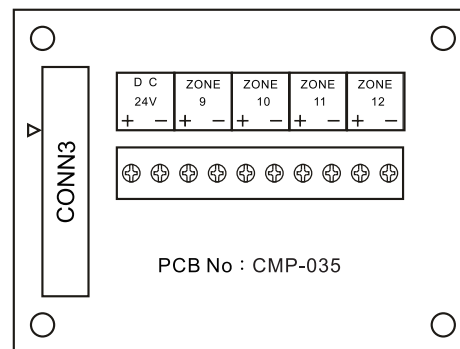 D C ZONE ZONE ZONE ZONE
24V 9 10 11 12
+ − + − + − + − + −
CONN3
PCB No : CMP-035